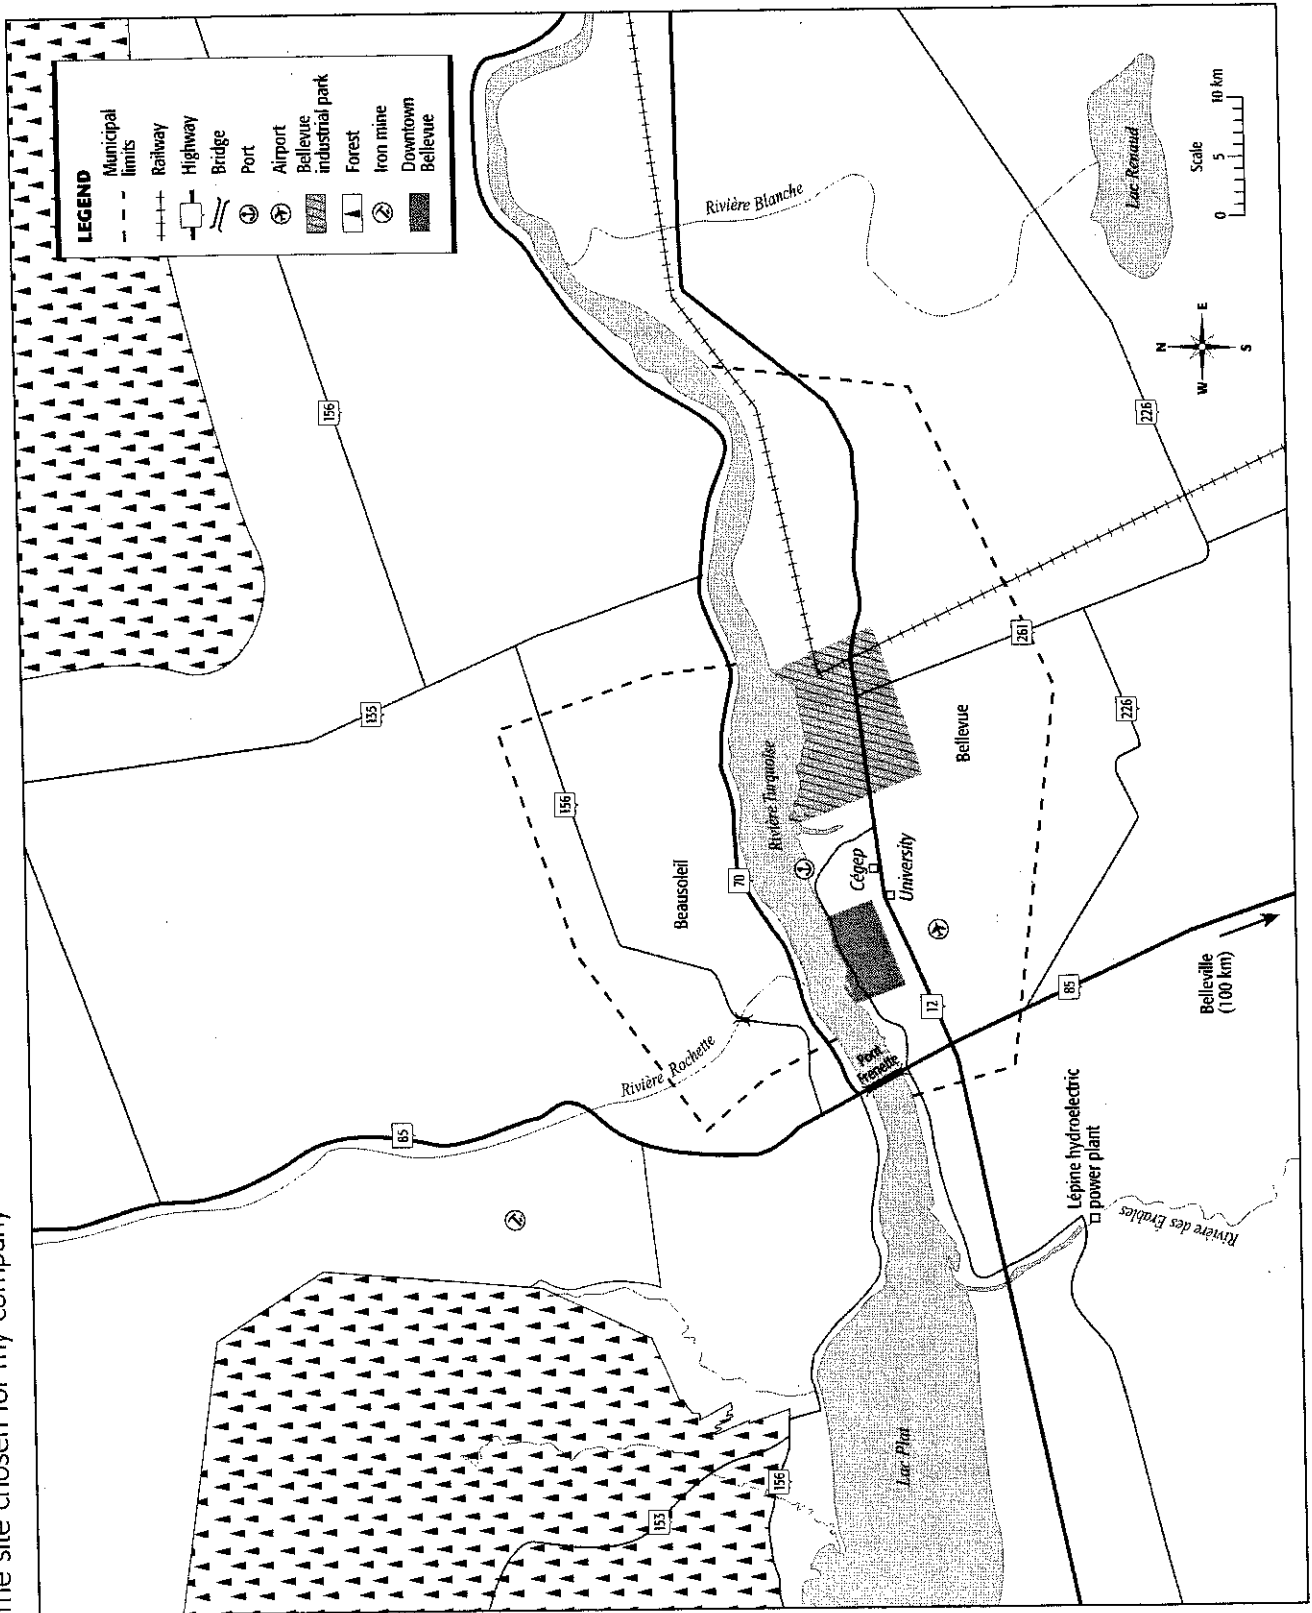 The site chosen for my company
LEGEND
Municipal
limits
Railway
Highway
Bridge
Port
Airport
Bellevue
industrial park
Forest
Iron mine
Downtown
Bellevue
156
135
156
Beausoleil
70
Rivière Turquoise
Rivière Blanche
Lac Renaud
Scale
0 5 10 km
N
W E
S
226
261
226
Bellevue
Cégep
University
12
85
Belleville
(100 km)
Pont
Frenette
Rivière Rochette
85
Lépine hydroelectric
power plant
Rivière des Érables
Lac Plat
156
153